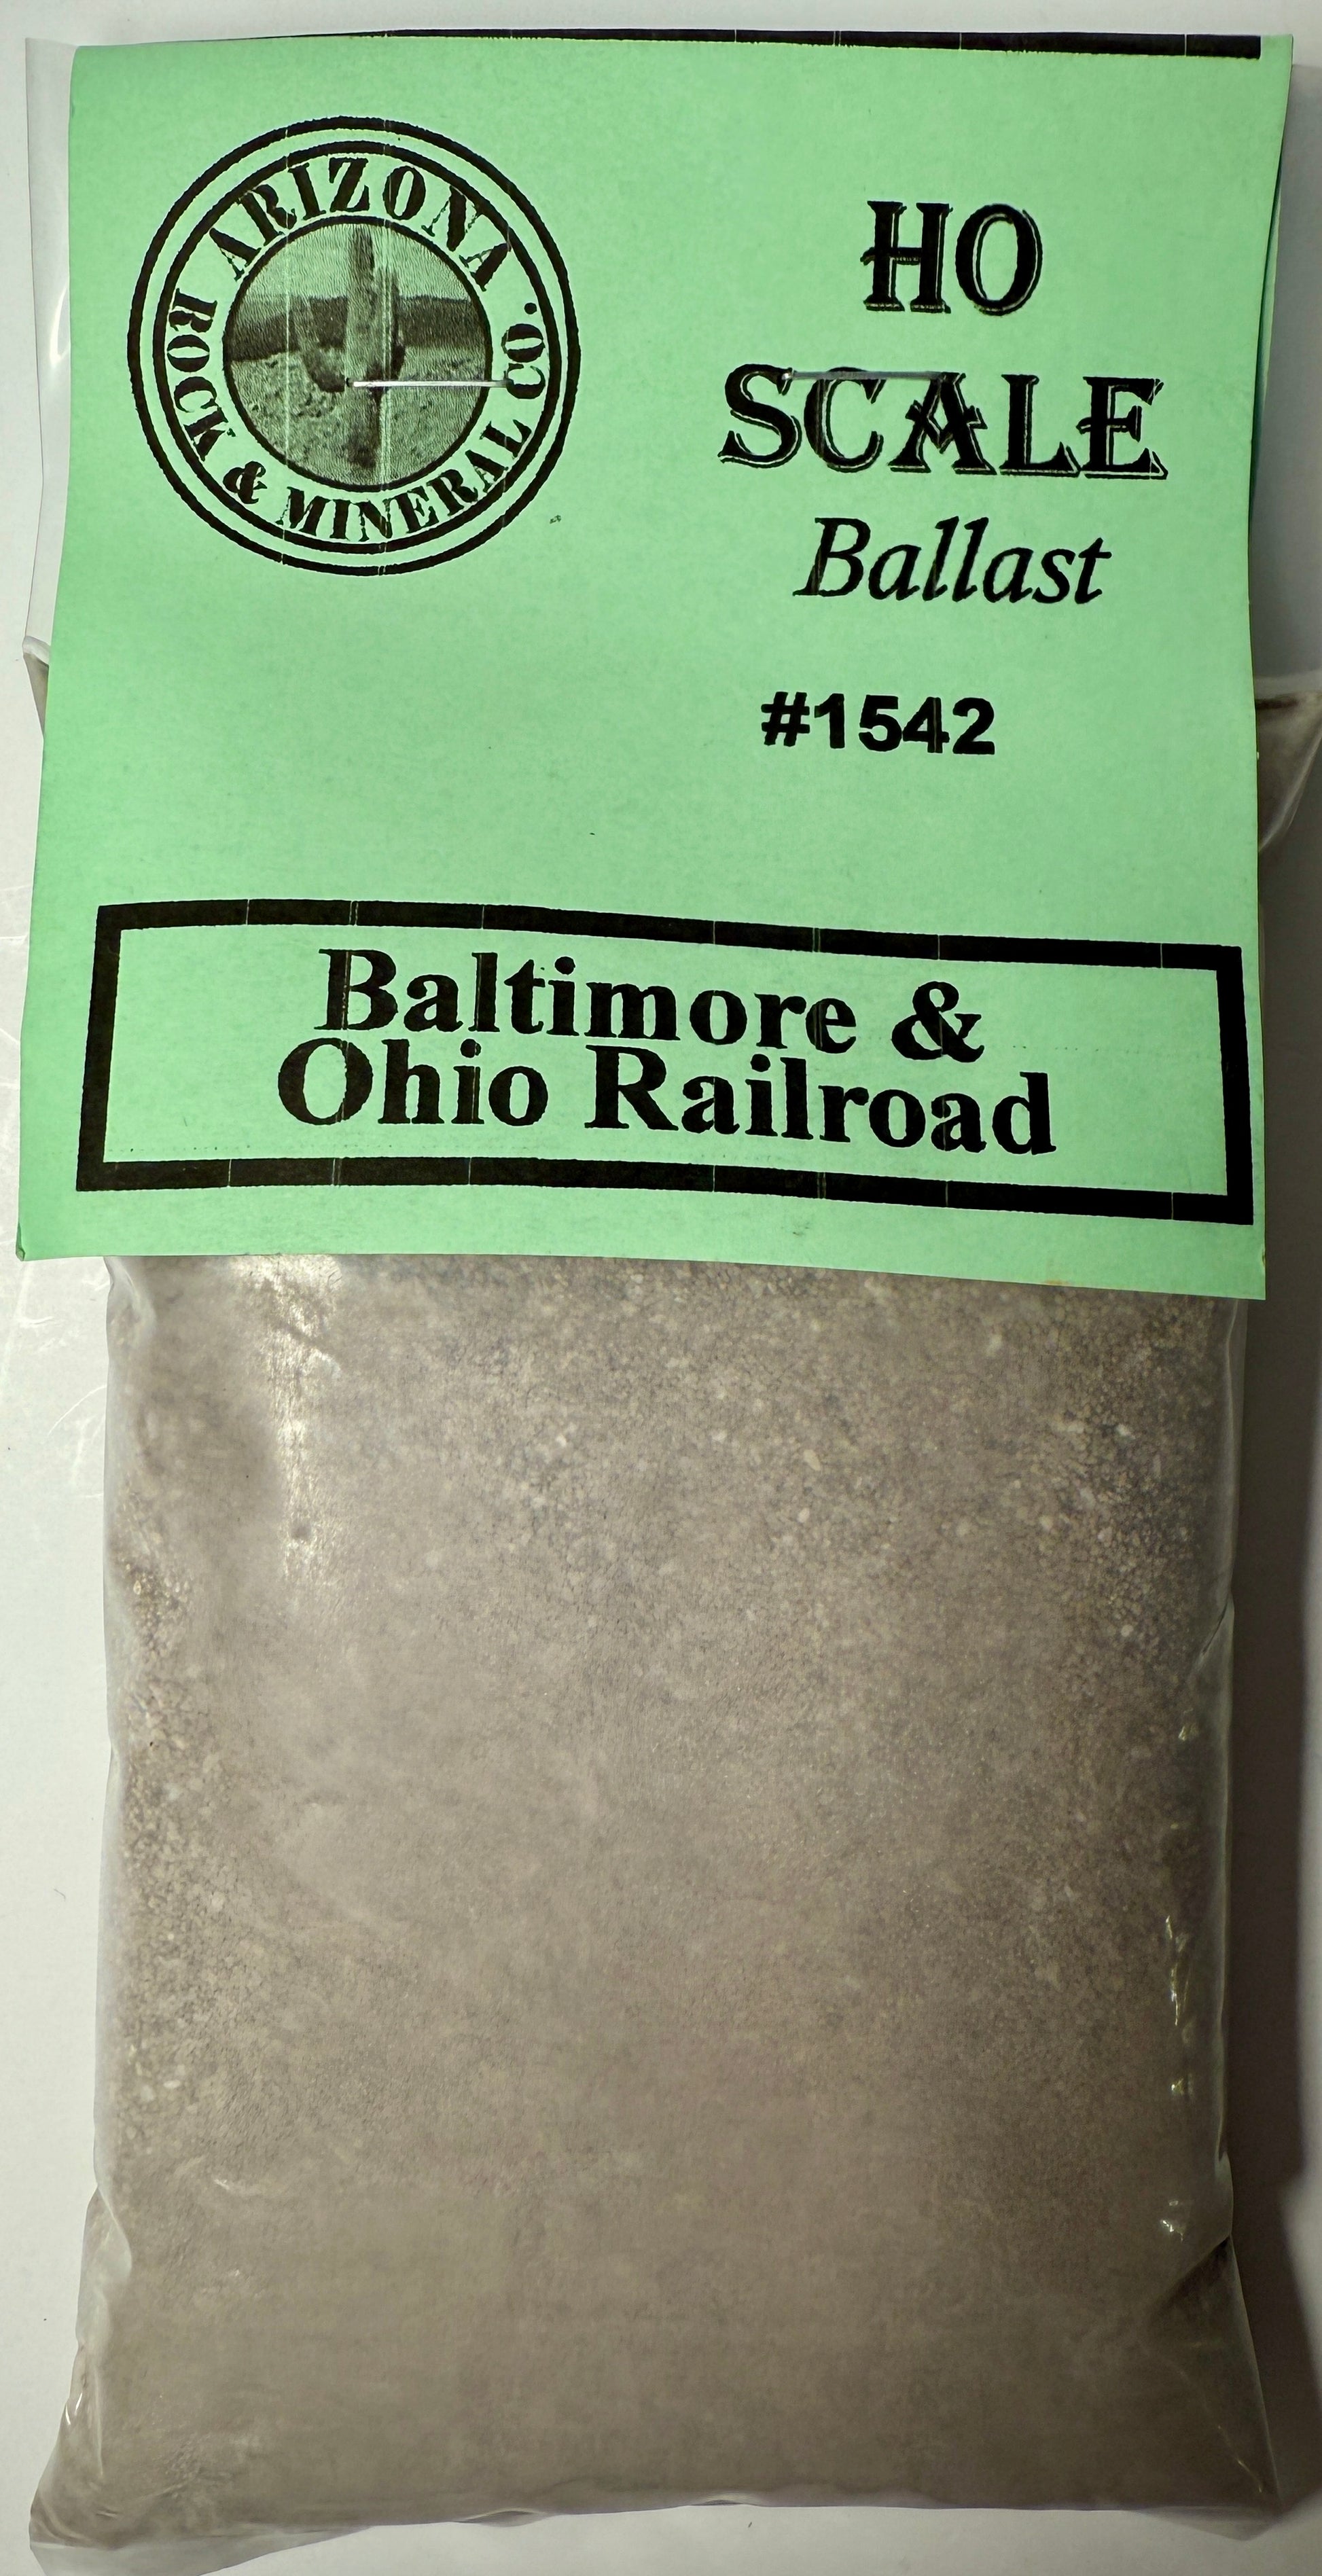 ARIZONA
ROCK & MINERAL CO.
HO
SCALE
Ballast
#1542
Baltimore &
Ohio Railroad